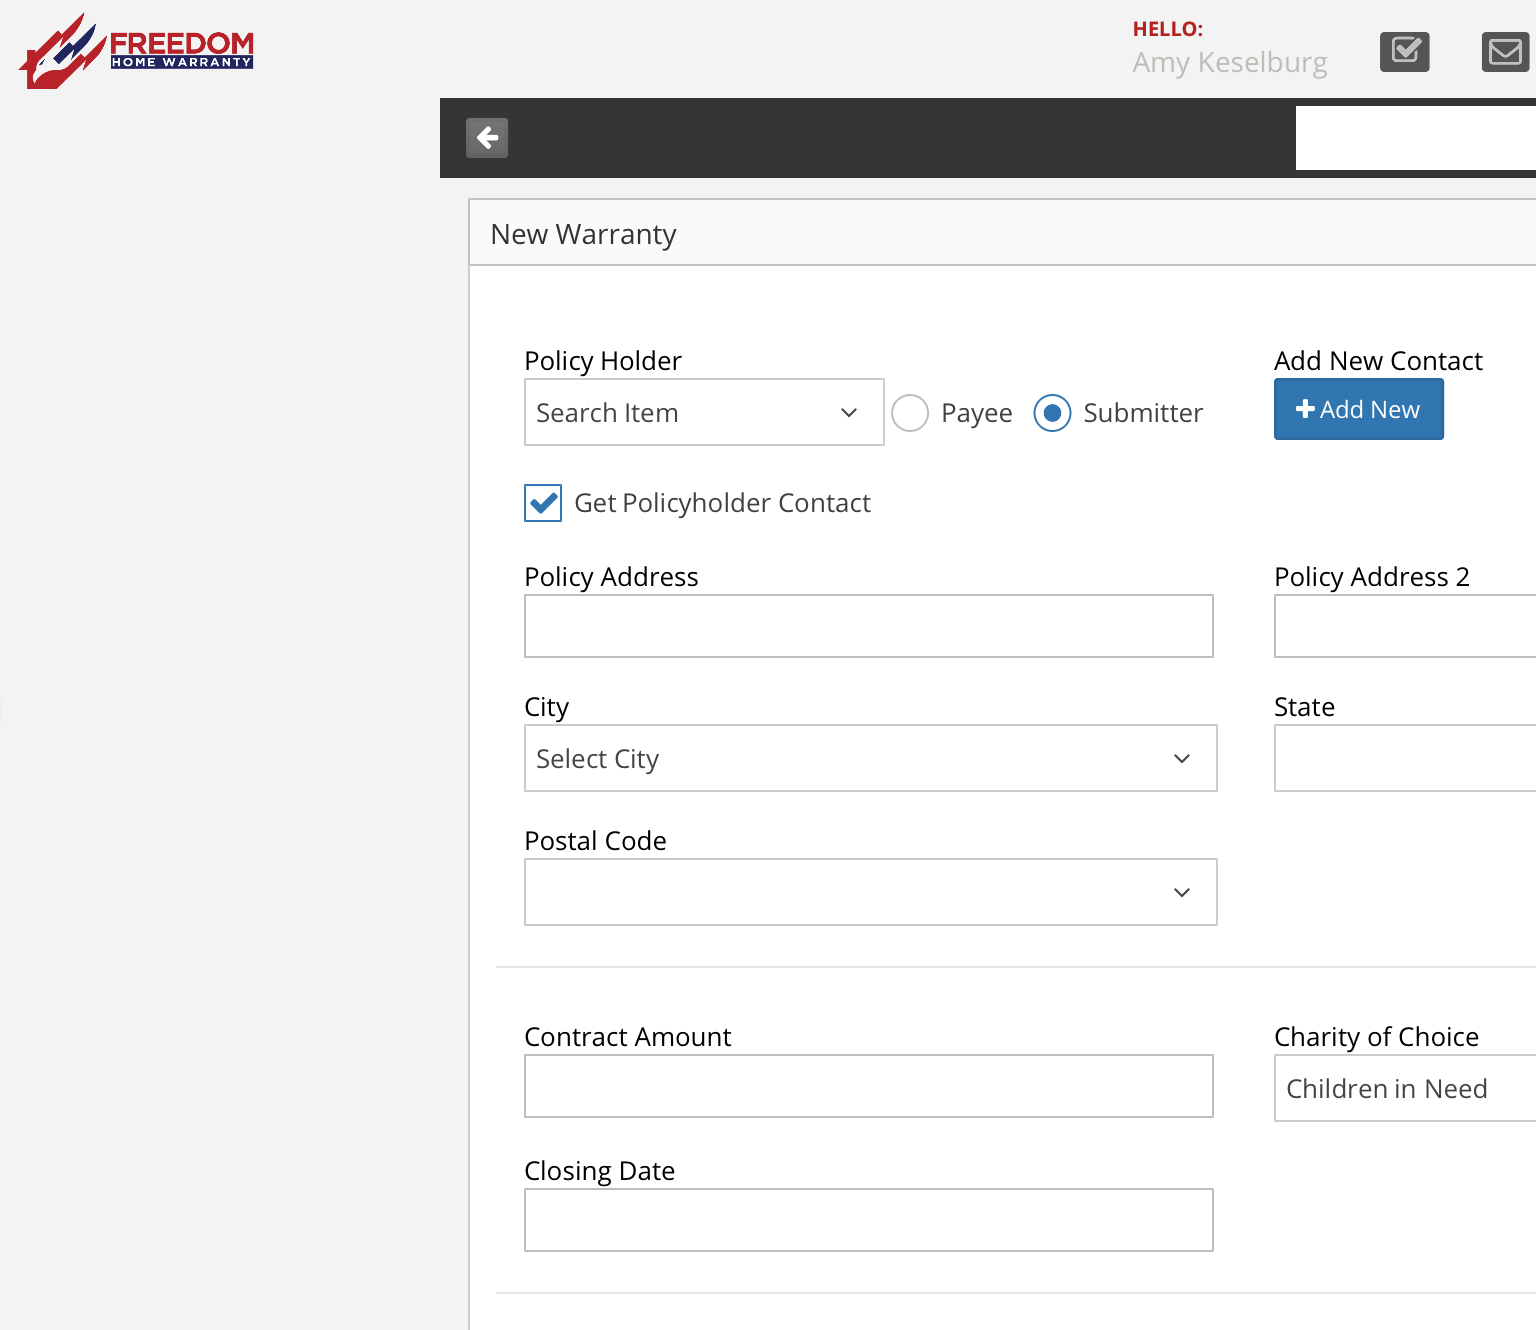 FREEDOM
HOME WARRANTY
HELLO:
Amy Keselburg
New Warranty
Policy Holder
Add New Contact
Search Item
Payee
Submitter
Add New
Get Policyholder Contact
Policy Address
Policy Address 2
City
State
Select City
Postal Code
Contract Amount
Charity of Choice
Children in Need
Closing Date